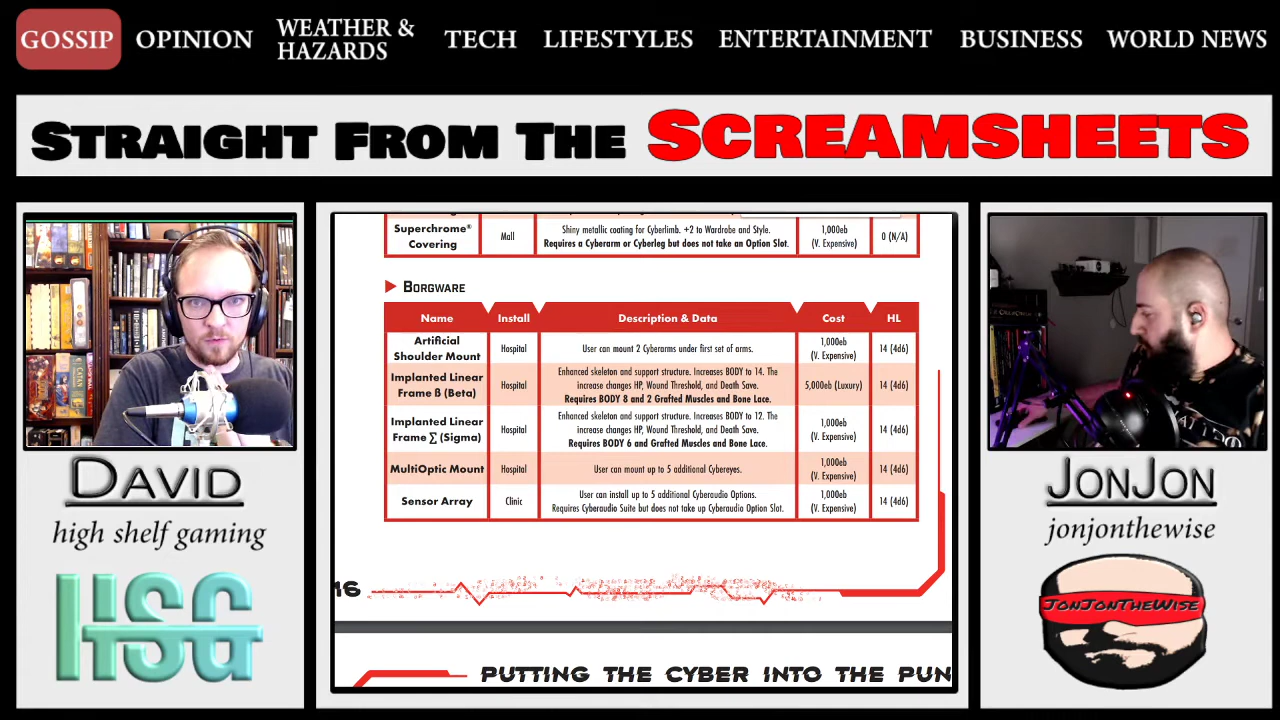 GOSSIP
OPINION
WEATHER &
HAZARDS
TECH
LIFESTYLES
ENTERTAINMENT
BUSINESS
WORLD NEWS
STRAIGHT FROM THE SCREAMSHEETS
Superchrome®
Covering
Mall
Shiny metallic coating for Cyberlimb. +2 to Wardrobe and Style.
Requires a Cyberarm or Cyberleg but does not take an Option Slot.
1,000eb
(V. Expensive)
0 (N/A)
BORGWARE
Name
Install
Description & Data
Cost
HL
Artificial
Shoulder Mount
Hospital
User can mount 2 Cyberarms under first set of arms.
1,000eb
(V. Expensive)
14 (4d6)
Implanted Linear
Frame ß (Beta)
Hospital
Enhanced skeleton and support structure. Increases BODY to 14. The
increase changes HP, Wound Threshold, and Death Save.
Requires BODY 8 and 2 Grafted Muscles and Bone Lace.
5,000eb (Luxury)
14 (4d6)
Implanted Linear
Frame ∑ (Sigma)
Hospital
Enhanced skeleton and support structure. Increases BODY to 12. The
increase changes HP, Wound Threshold, and Death Save.
Requires BODY 6 and Grafted Muscles and Bone Lace.
1,000eb
(V. Expensive)
14 (4d6)
MultiOptic Mount
Hospital
User can mount up to 5 additional Cybereyes.
1,000eb
(V. Expensive)
14 (4d6)
Sensor Array
Clinic
User can install up to 5 additional Cyberaudio Options.
Requires Cyberaudio Suite but does not take up Cyberaudio Option Slot.
1,000eb
(V. Expensive)
14 (4d6)
16
PUTTING THE CYBER INTO THE PUN
DAVID
high shelf gaming
HSG
JONJON
jonjonthewise
JONJONTHEWISE
CATAN